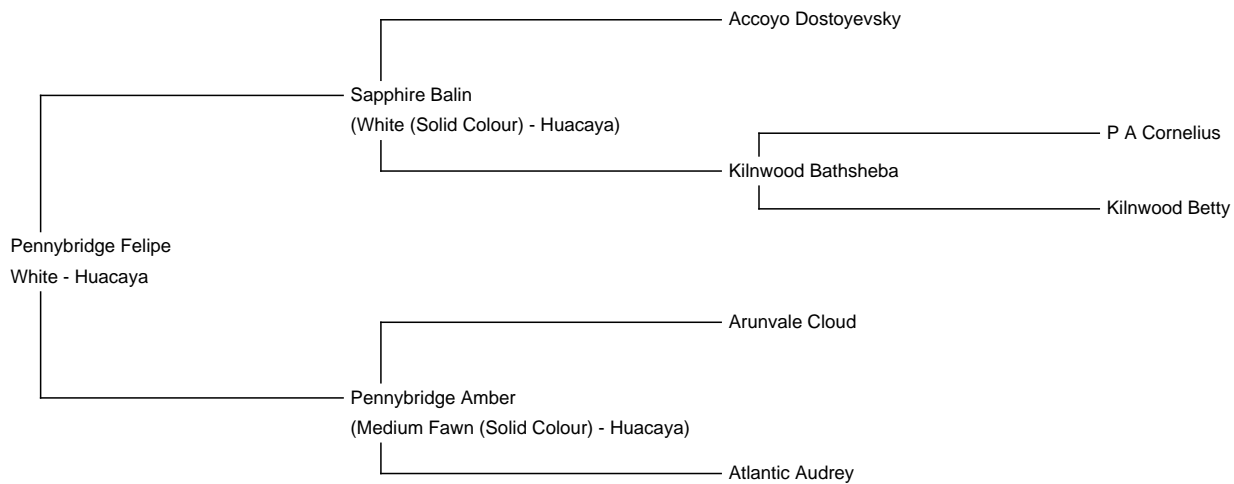 Accoyo Dostoyevsky
Sapphire Balin
(White (Solid Colour) - Huacaya)
P A Cornelius
Kilnwood Bathsheba
Kilnwood Betty
Pennybridge Felipe
White - Huacaya
Arunvale Cloud
Pennybridge Amber
(Medium Fawn (Solid Colour) - Huacaya)
Atlantic Audrey